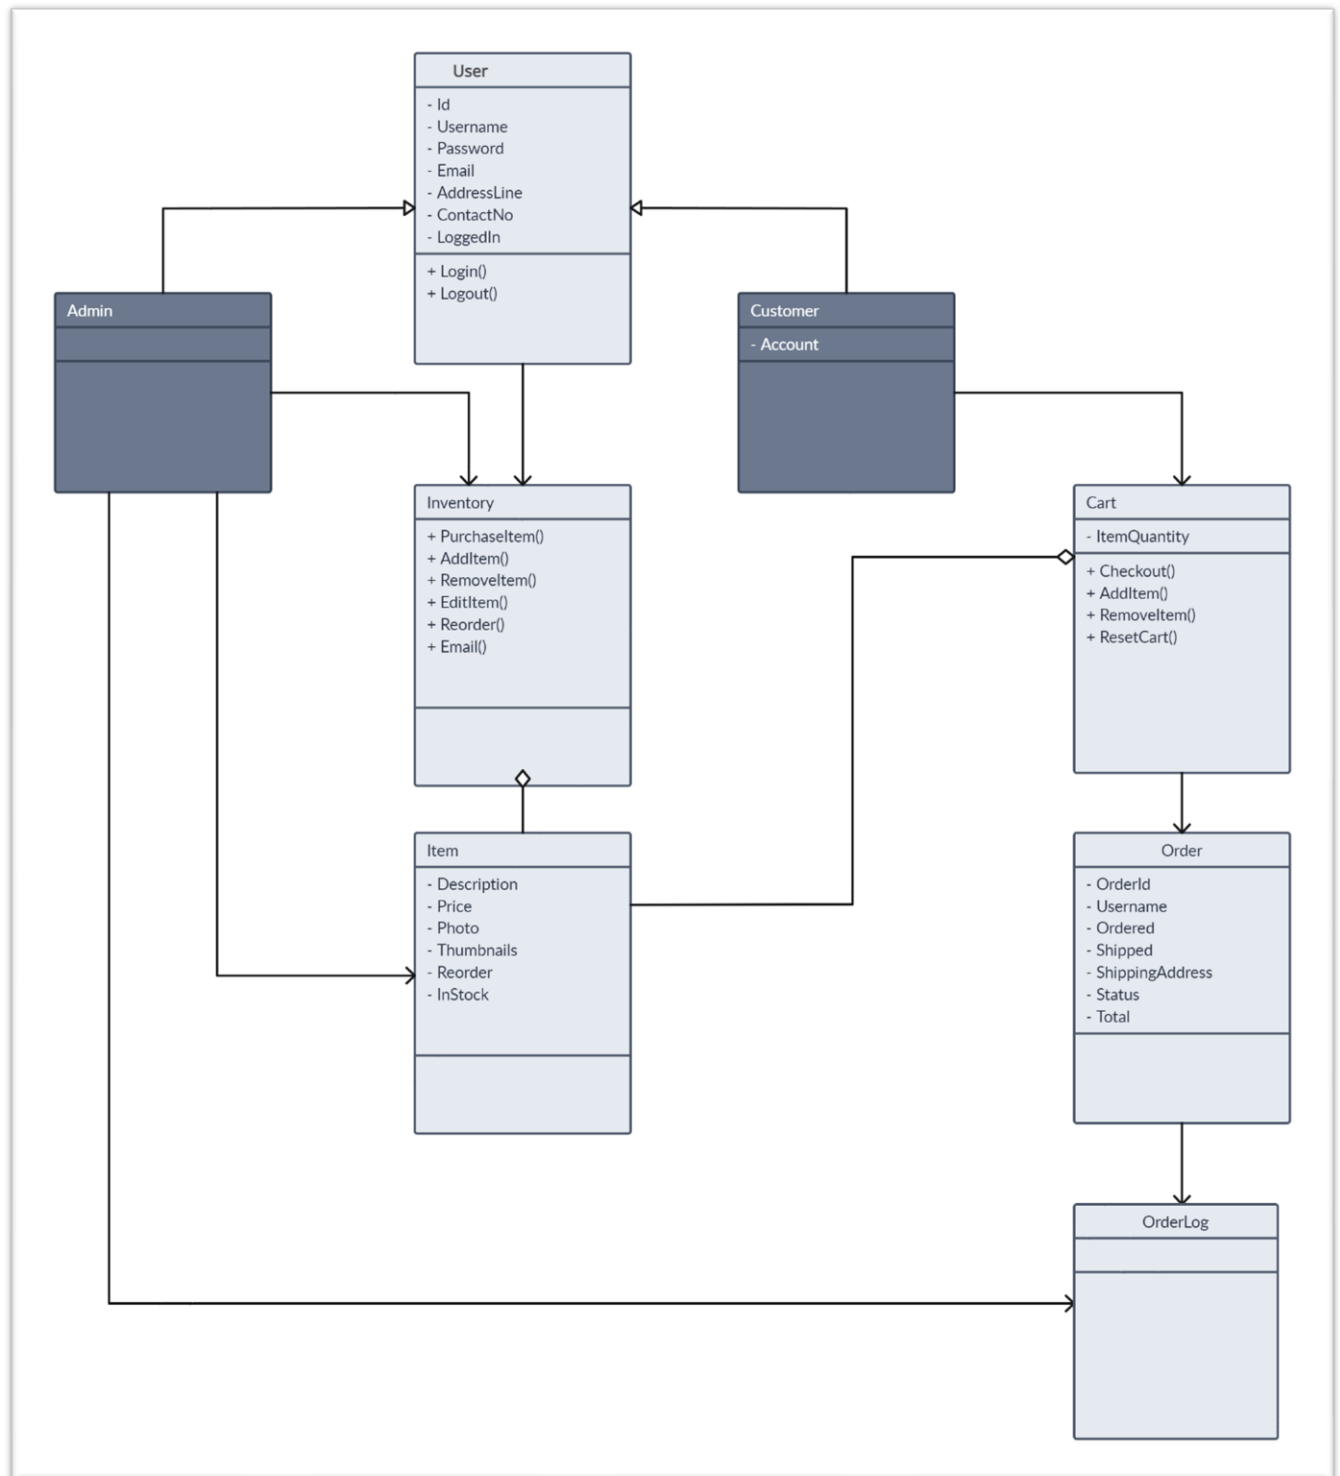 User
- Id
- Username
- Password
- Email
- AddressLine
- ContactNo
- LoggedIn
+ Login()
+ Logout()
Admin
Customer
- Account
Inventory
+ PurchaseItem()
+ AddItem()
+ RemoveItem()
+ EditItem()
+ Reorder()
+ Email()
Cart
- ItemQuantity
+ Checkout()
+ AddItem()
+ RemoveItem()
+ ResetCart()
Item
- Description
- Price
- Photo
- Thumbnails
- Reorder
- InStock
Order
- OrderId
- Username
- Ordered
- Shipped
- ShippingAddress
- Status
- Total
OrderLog